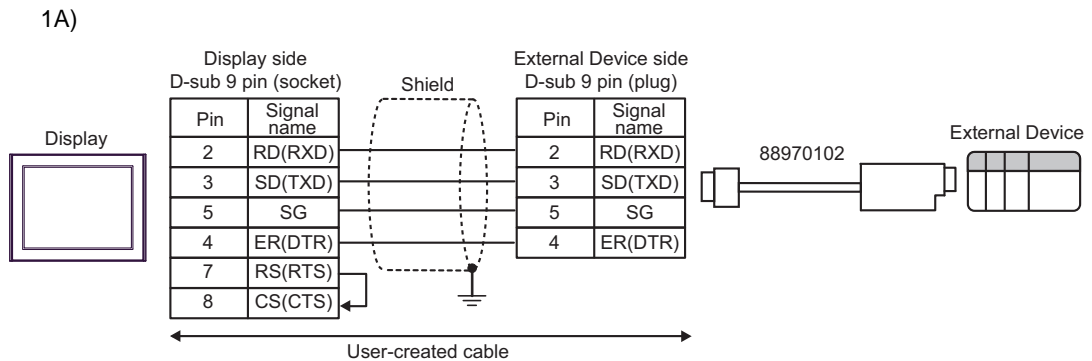 1A)
Display side
D-sub 9 pin (socket)
Shield
External Device side
D-sub 9 pin (plug)
Display
Pin Signal name
2 RD(RXD)
3 SD(TXD)
5 SG
4 ER(DTR)
7 RS(RTS)
8 CS(CTS)
Pin Signal name
2 RD(RXD)
3 SD(TXD)
5 SG
4 ER(DTR)
88970102
External Device
User-created cable